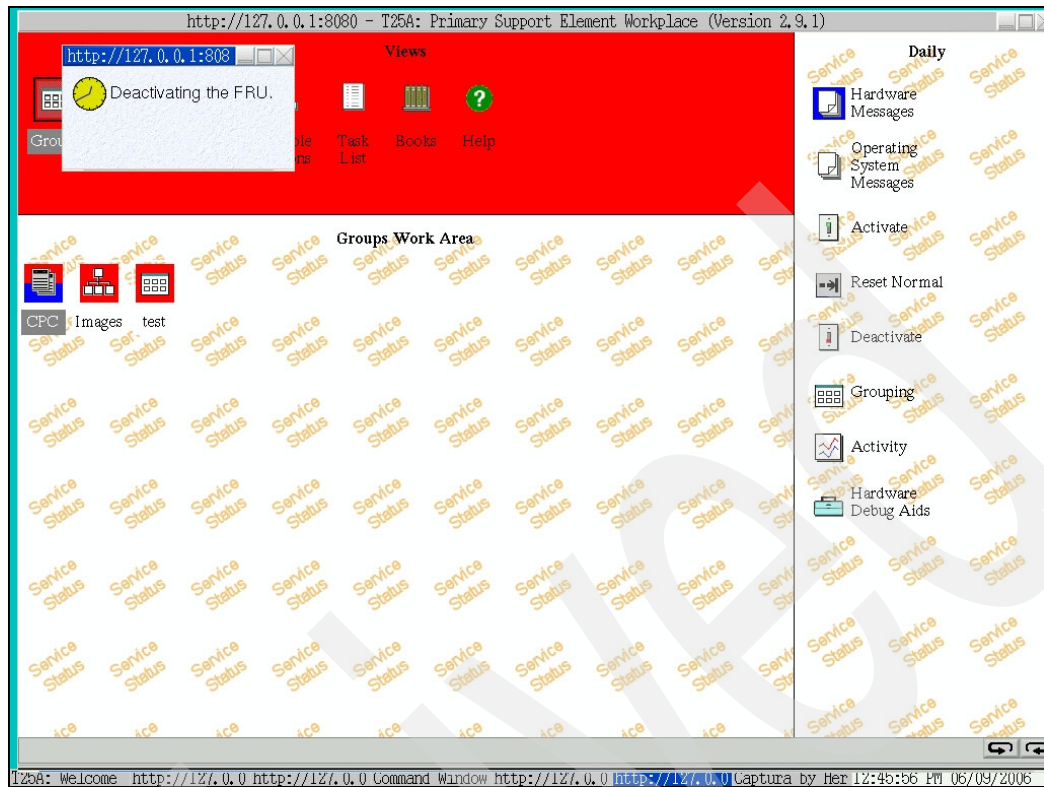 http://127.0.0.1:8080 - T25A: Primary Support Element Workplace (Version 2.9.1)
http://127.0.0.1:808
Deactivating the FRU.
Views
Task
List
Books
Help
Groups Work Area
CPC
Images
test
Daily
Hardware
Messages
Operating
System
Messages
Activate
Reset Normal
Deactivate
Grouping
Activity
Hardware
Debug Aids
Service
Status
T25A: Welcome http://127.0.0 http://127.0.0 Command Window http://127.0.0 http://127.0.0 Captura by Her 12:45:56 PM 06/09/2006